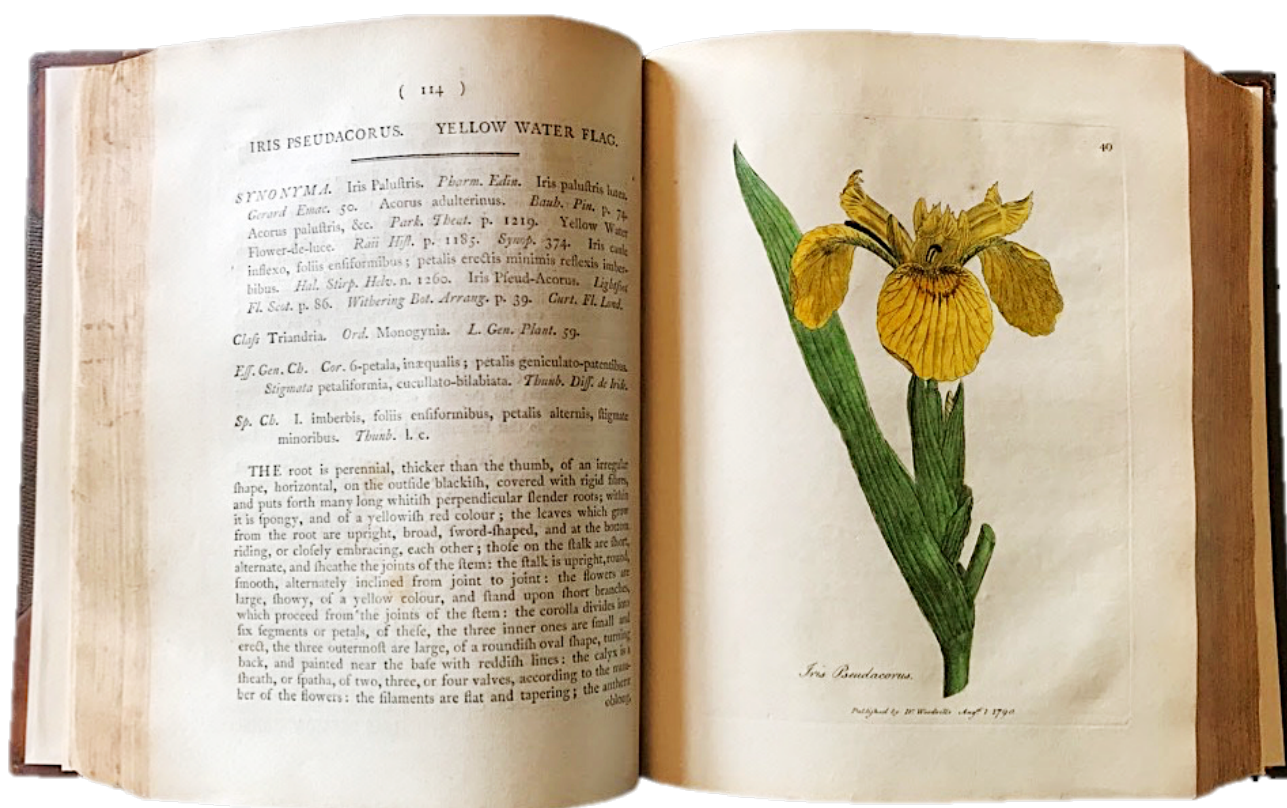 ( 114 )
IRIS PSEUDACORUS. YELLOW WATER FLAG.
SYNONYMA. Iris Paluſtris. Pharm. Edin. Iris paluſtris lutea,
Gerard Emac. 50. Acorus adulterinus. Bauh. Pin. p. 74.
Acorus paluſtris, &c. Park. Theat. p. 1219. Yellow Water
Flower-de-luce. Raii Hiſt. p. 1185. Synop. 374. Iris caule
inflexo, foliis enſiformibus; petalis erectis minimis reflexis imber-
bibus. Hal. Stirp. Helv. n. 1260. Iris Pſeud-Acorus. Lightfoot
Fl. Scot. p. 86. Withering Bot. Arrang. p. 39. Curt. Fl. Lond.
Claſs Triandria. Ord. Monogynia. L. Gen. Plant. 59.
Eſſ. Gen. Ch. Cor. 6-petala, inæqualis; petalis geniculato-patentibus.
Stigmata petaliformia, cucullato-bilabiata. Thunb. Diſſ. de Iride.
Sp. Ch. I. imberbis, foliis enſiformibus, petalis alternis, ſtigmate
minoribus. Thunb. l. c.
THE root is perennial, thicker than the thumb, of an irregular
ſhape, horizontal, on the outſide blackiſh, covered with rigid fibres,
and puts forth many long whitiſh perpendicular ſlender roots; within
it is ſpongy, and of a yellowiſh red colour; the leaves which grow
from the root are upright, broad, ſword-ſhaped, and at the bottom
riding, or cloſely embracing, each other; thoſe on the ſtalk are ſhort,
alternate, and ſheathe the joints of the ſtem: the ſtalk is upright, round,
ſmooth, alternately inclined from joint to joint: the flowers are
large, ſhowy, of a yellow colour, and ſtand upon ſhort branches,
which proceed from the joints of the ſtem: the corolla divides into
ſix ſegments or petals, of theſe, the three inner ones are ſmall and
erect, the three outermoſt are large, of a roundiſh oval ſhape, turning
back, and painted near the baſe with reddiſh lines: the calyx is a
ſheath, or ſpatha, of two, three, or four valves, according to the num-
ber of the flowers: the filaments are flat and tapering; the antheræ
oblong,
40
Iris Pseudacorus.
Publiſhed by Dr. Woodville Augſt. 1 1790.